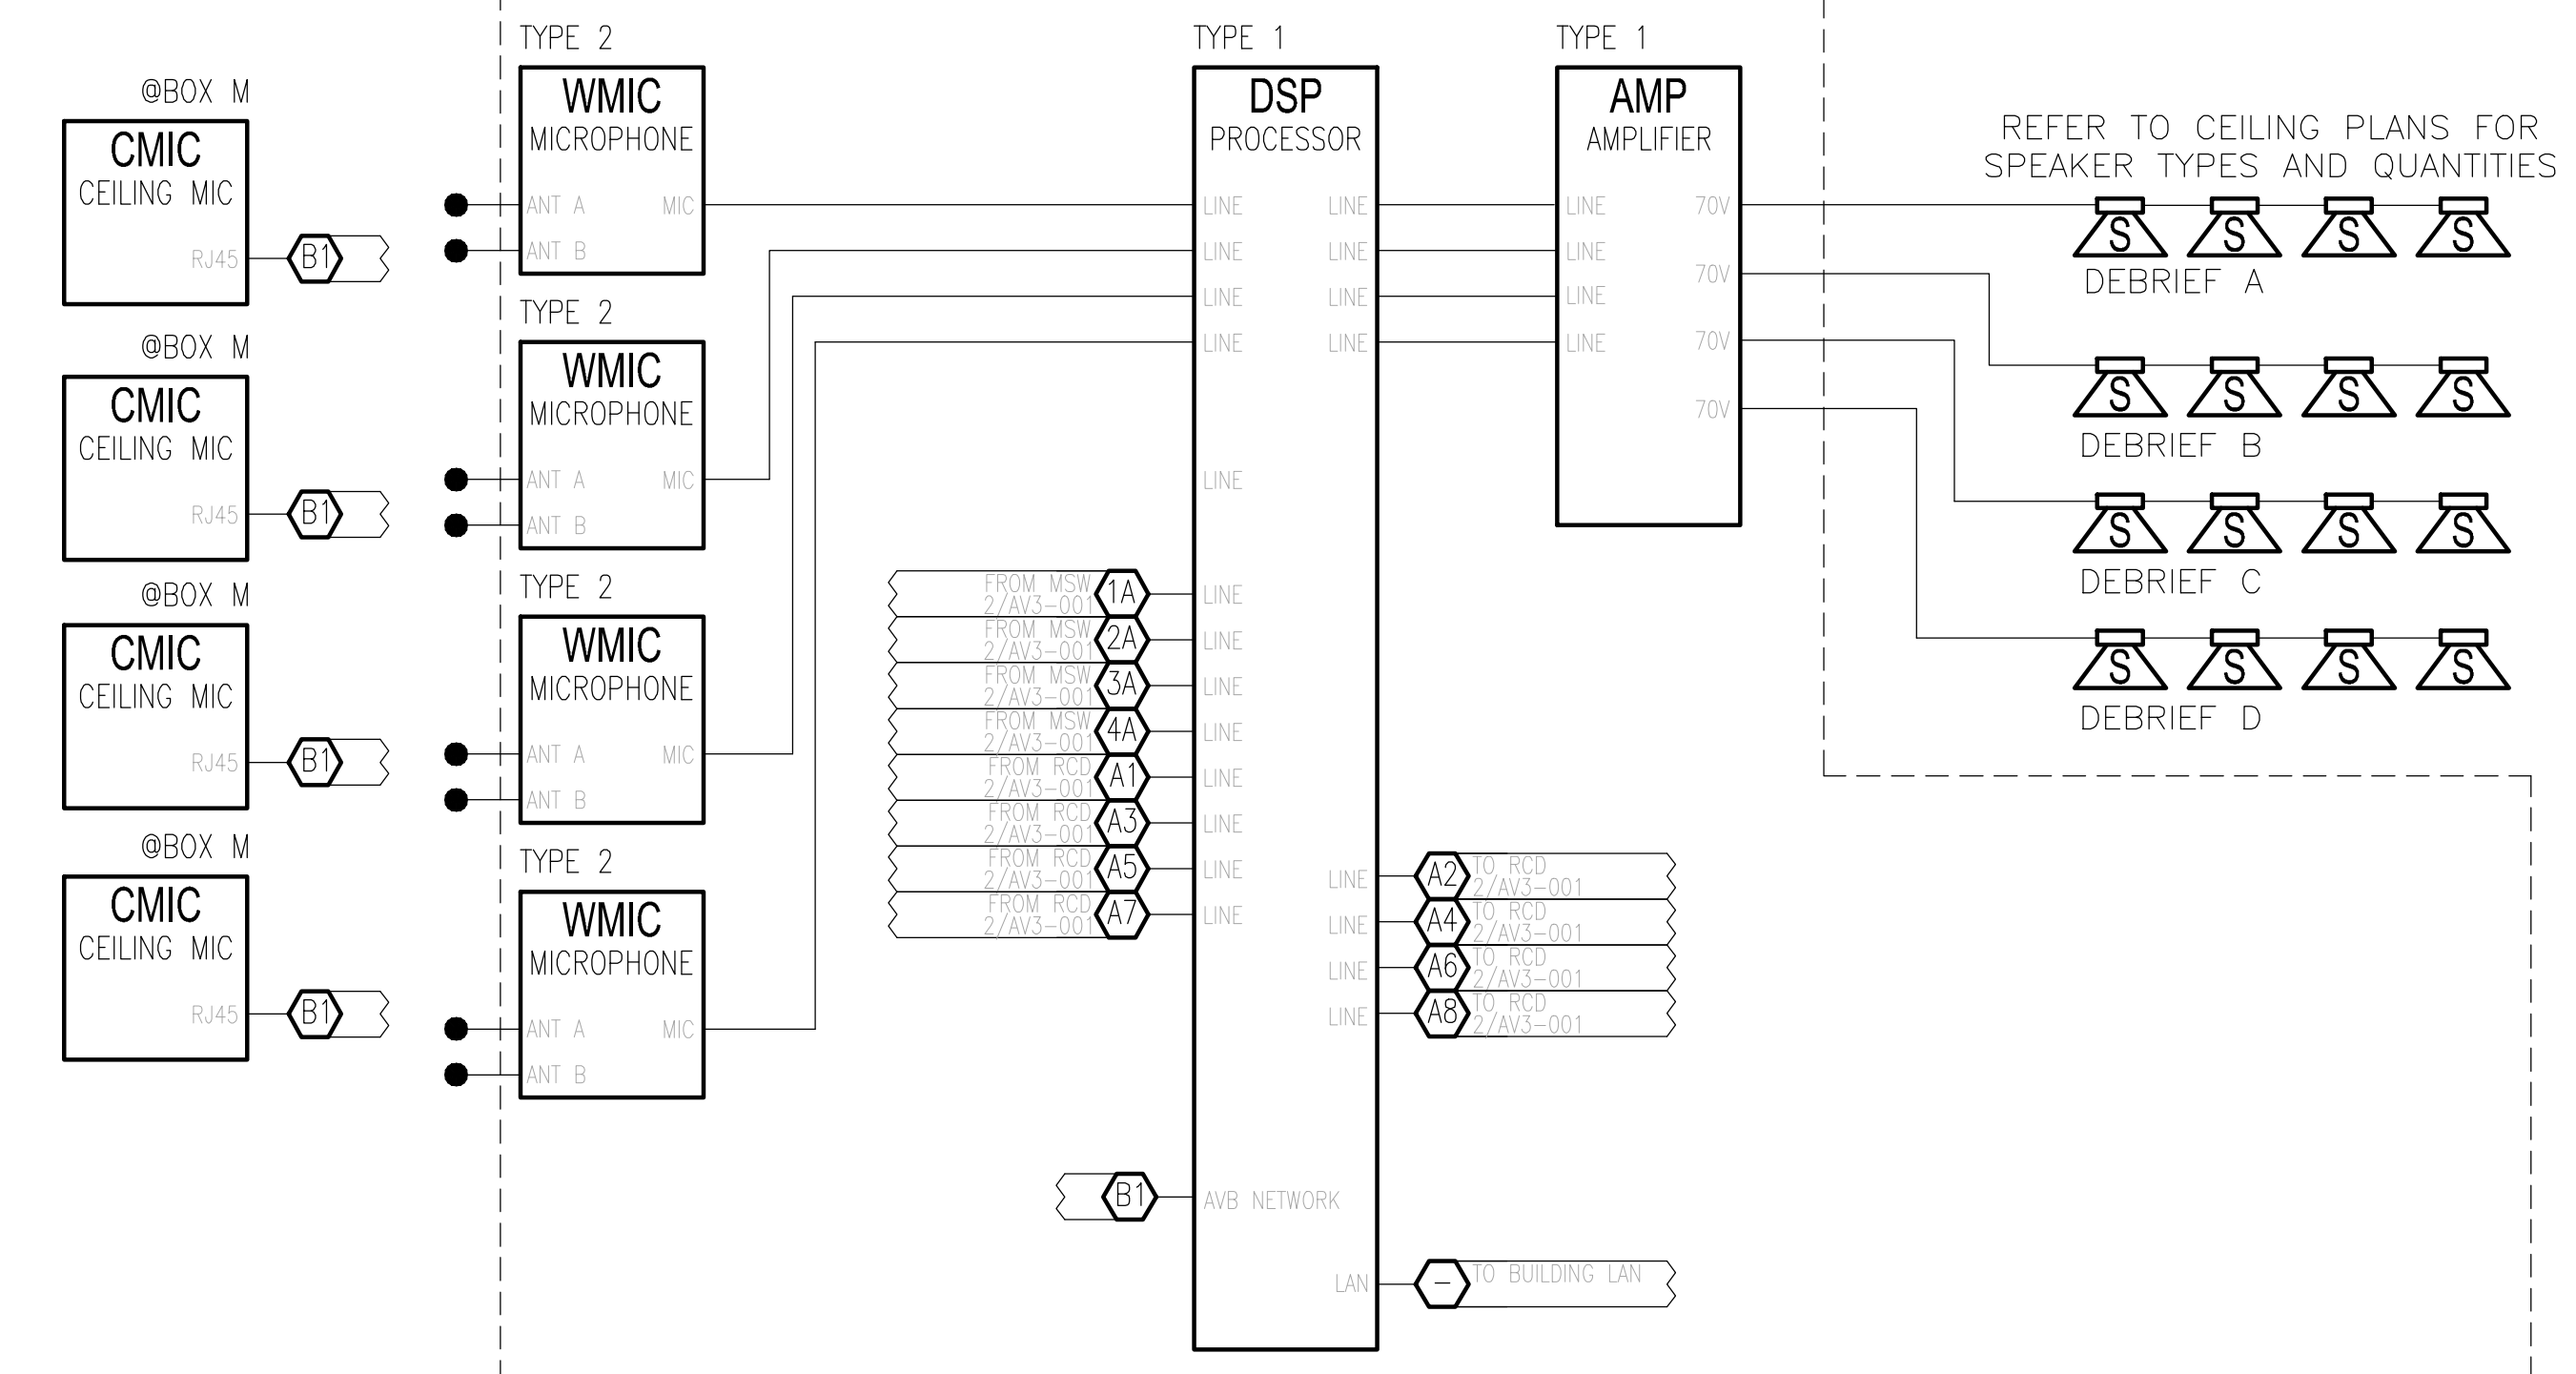 @BOX M
CMIC
CEILING MIC
RJ45
B1
@BOX M
CMIC
CEILING MIC
RJ45
B1
@BOX M
CMIC
CEILING MIC
RJ45
B1
@BOX M
CMIC
CEILING MIC
RJ45
B1
TYPE 2
WMIC
MICROPHONE
ANT A MIC
ANT B
TYPE 2
WMIC
MICROPHONE
ANT A MIC
ANT B
TYPE 2
WMIC
MICROPHONE
ANT A MIC
ANT B
TYPE 2
WMIC
MICROPHONE
ANT A MIC
ANT B
TYPE 1
DSP
PROCESSOR
LINE LINE
LINE LINE
LINE LINE
LINE LINE
LINE
FROM MSW
2/AV3-001
1A
LINE
FROM MSW
2/AV3-001
2A
LINE
FROM MSW
2/AV3-001
3A
LINE
FROM MSW
2/AV3-001
4A
LINE
FROM RCD
2/AV3-001
A1
LINE
FROM RCD
2/AV3-001
A3
LINE
FROM RCD
2/AV3-001
A5
LINE
FROM RCD
2/AV3-001
A7
LINE
LINE
A2
TO RCD
2/AV3-001
LINE
A4
TO RCD
2/AV3-001
LINE
A6
TO RCD
2/AV3-001
LINE
A8
TO RCD
2/AV3-001
B1
AVB NETWORK
LAN
-
TO BUILDING LAN
TYPE 1
AMP
AMPLIFIER
LINE 70V
LINE
LINE 70V
LINE 70V
70V
REFER TO CEILING PLANS FOR
SPEAKER TYPES AND QUANTITIES
S S S S
DEBRIEF A
S S S S
DEBRIEF B
S S S S
DEBRIEF C
S S S S
DEBRIEF D